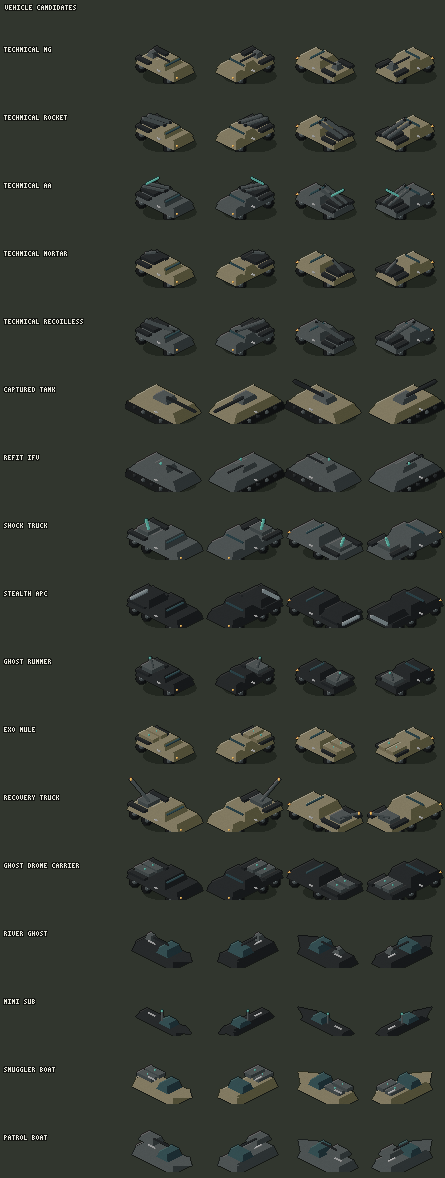 VEHICLE CANDIDATES
TECHNICAL MG
TECHNICAL ROCKET
TECHNICAL AA
TECHNICAL MORTAR
TECHNICAL RECOILLESS
CAPTURED TANK
REFIT IFV
SHOCK TRUCK
STEALTH APC
GHOST RUNNER
EXO MULE
RECOVERY TRUCK
GHOST DRONE CARRIER
RIVER GHOST
MINI SUB
SMUGGLER BOAT
PATROL BOAT